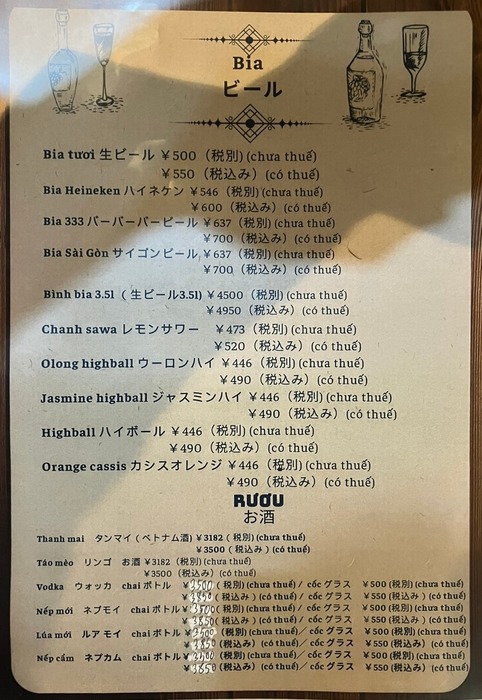 Bia
ビール
Bia tươi 生ビール ￥500（税別）(chưa thuế)
￥550（税込み）(có thuế)
Bia Heineken ハイネケン ￥546（税別）(chưa thuế)
￥600（税込み）(có thuế)
Bia 333 バーバーバービール ￥637（税別）(chưa thuế)
￥700（税込み）(có thuế)
Bia Sài Gòn サイゴンビール ￥637（税別）(chưa thuế)
￥700（税込み）(có thuế)
Bình bia 3.5l （ 生ビール3.5l) ￥4500（税別）(chưa thuế)
￥4950（税込み）(có thuế)
Chanh sawa レモンサワー ￥473（税別）(chưa thuế)
￥520（税込み）(có thuế)
Olong highball ウーロンハイ ￥446（税別）(chưa thuế)
￥490（税込み）(có thuế)
Jasmine highball ジャスミンハイ ￥446（税別）(chưa thuế)
￥490（税込み）(có thuế)
Highball ハイボール ￥446（税別）(chưa thuế)
￥490（税込み）(có thuế)
Orange cassis カシスオレンジ ￥446（税別）(chưa thuế)
￥490（税込み）(có thuế)
RƯỢU
お酒
Thanh mai タンマイ ( ベトナム酒) ￥3182 ( 税別）(chưa thuế)
￥3500 ( 税込み ) (có thuế)
Táo mèo リンゴ お酒 ￥3182（税別）(chưa thuế)
￥3500（税込み）(có thuế)
Vodka ウォッカ chai ボトル ￥ ( 税別) (chưa thuế) / cốc グラス ￥500 (税別) (chưa thuế)
￥ (税込み ) (có thuế) / cốc グラス ￥550 (税込み) (có thuế)
Nếp mới ネプモイ chai ボトル ￥ ( 税別) (chưa thuế) / cốc グラス ￥500 (税別) (chưa thuế)
￥ (税込み ) (có thuế) / cốc グラス ￥550 (税込み) (có thuế)
Lúa mới ルア モイ chai ボトル ￥ (税別) (chưa thuế) / cốc グラス ￥500 (税別) (chưa thuế)
￥ (税込み) (có thuế) / cốc グラス ￥550 (税込み) (có thuế)
Nếp cẩm ネプカム chai ボトル ￥ (税別) (chưa thuế) / cốc グラス ￥500 (税別) (chưa thuế)
￥ (税込み) (có thuế) / cốc グラス ￥550 (税込み) (có thuế)